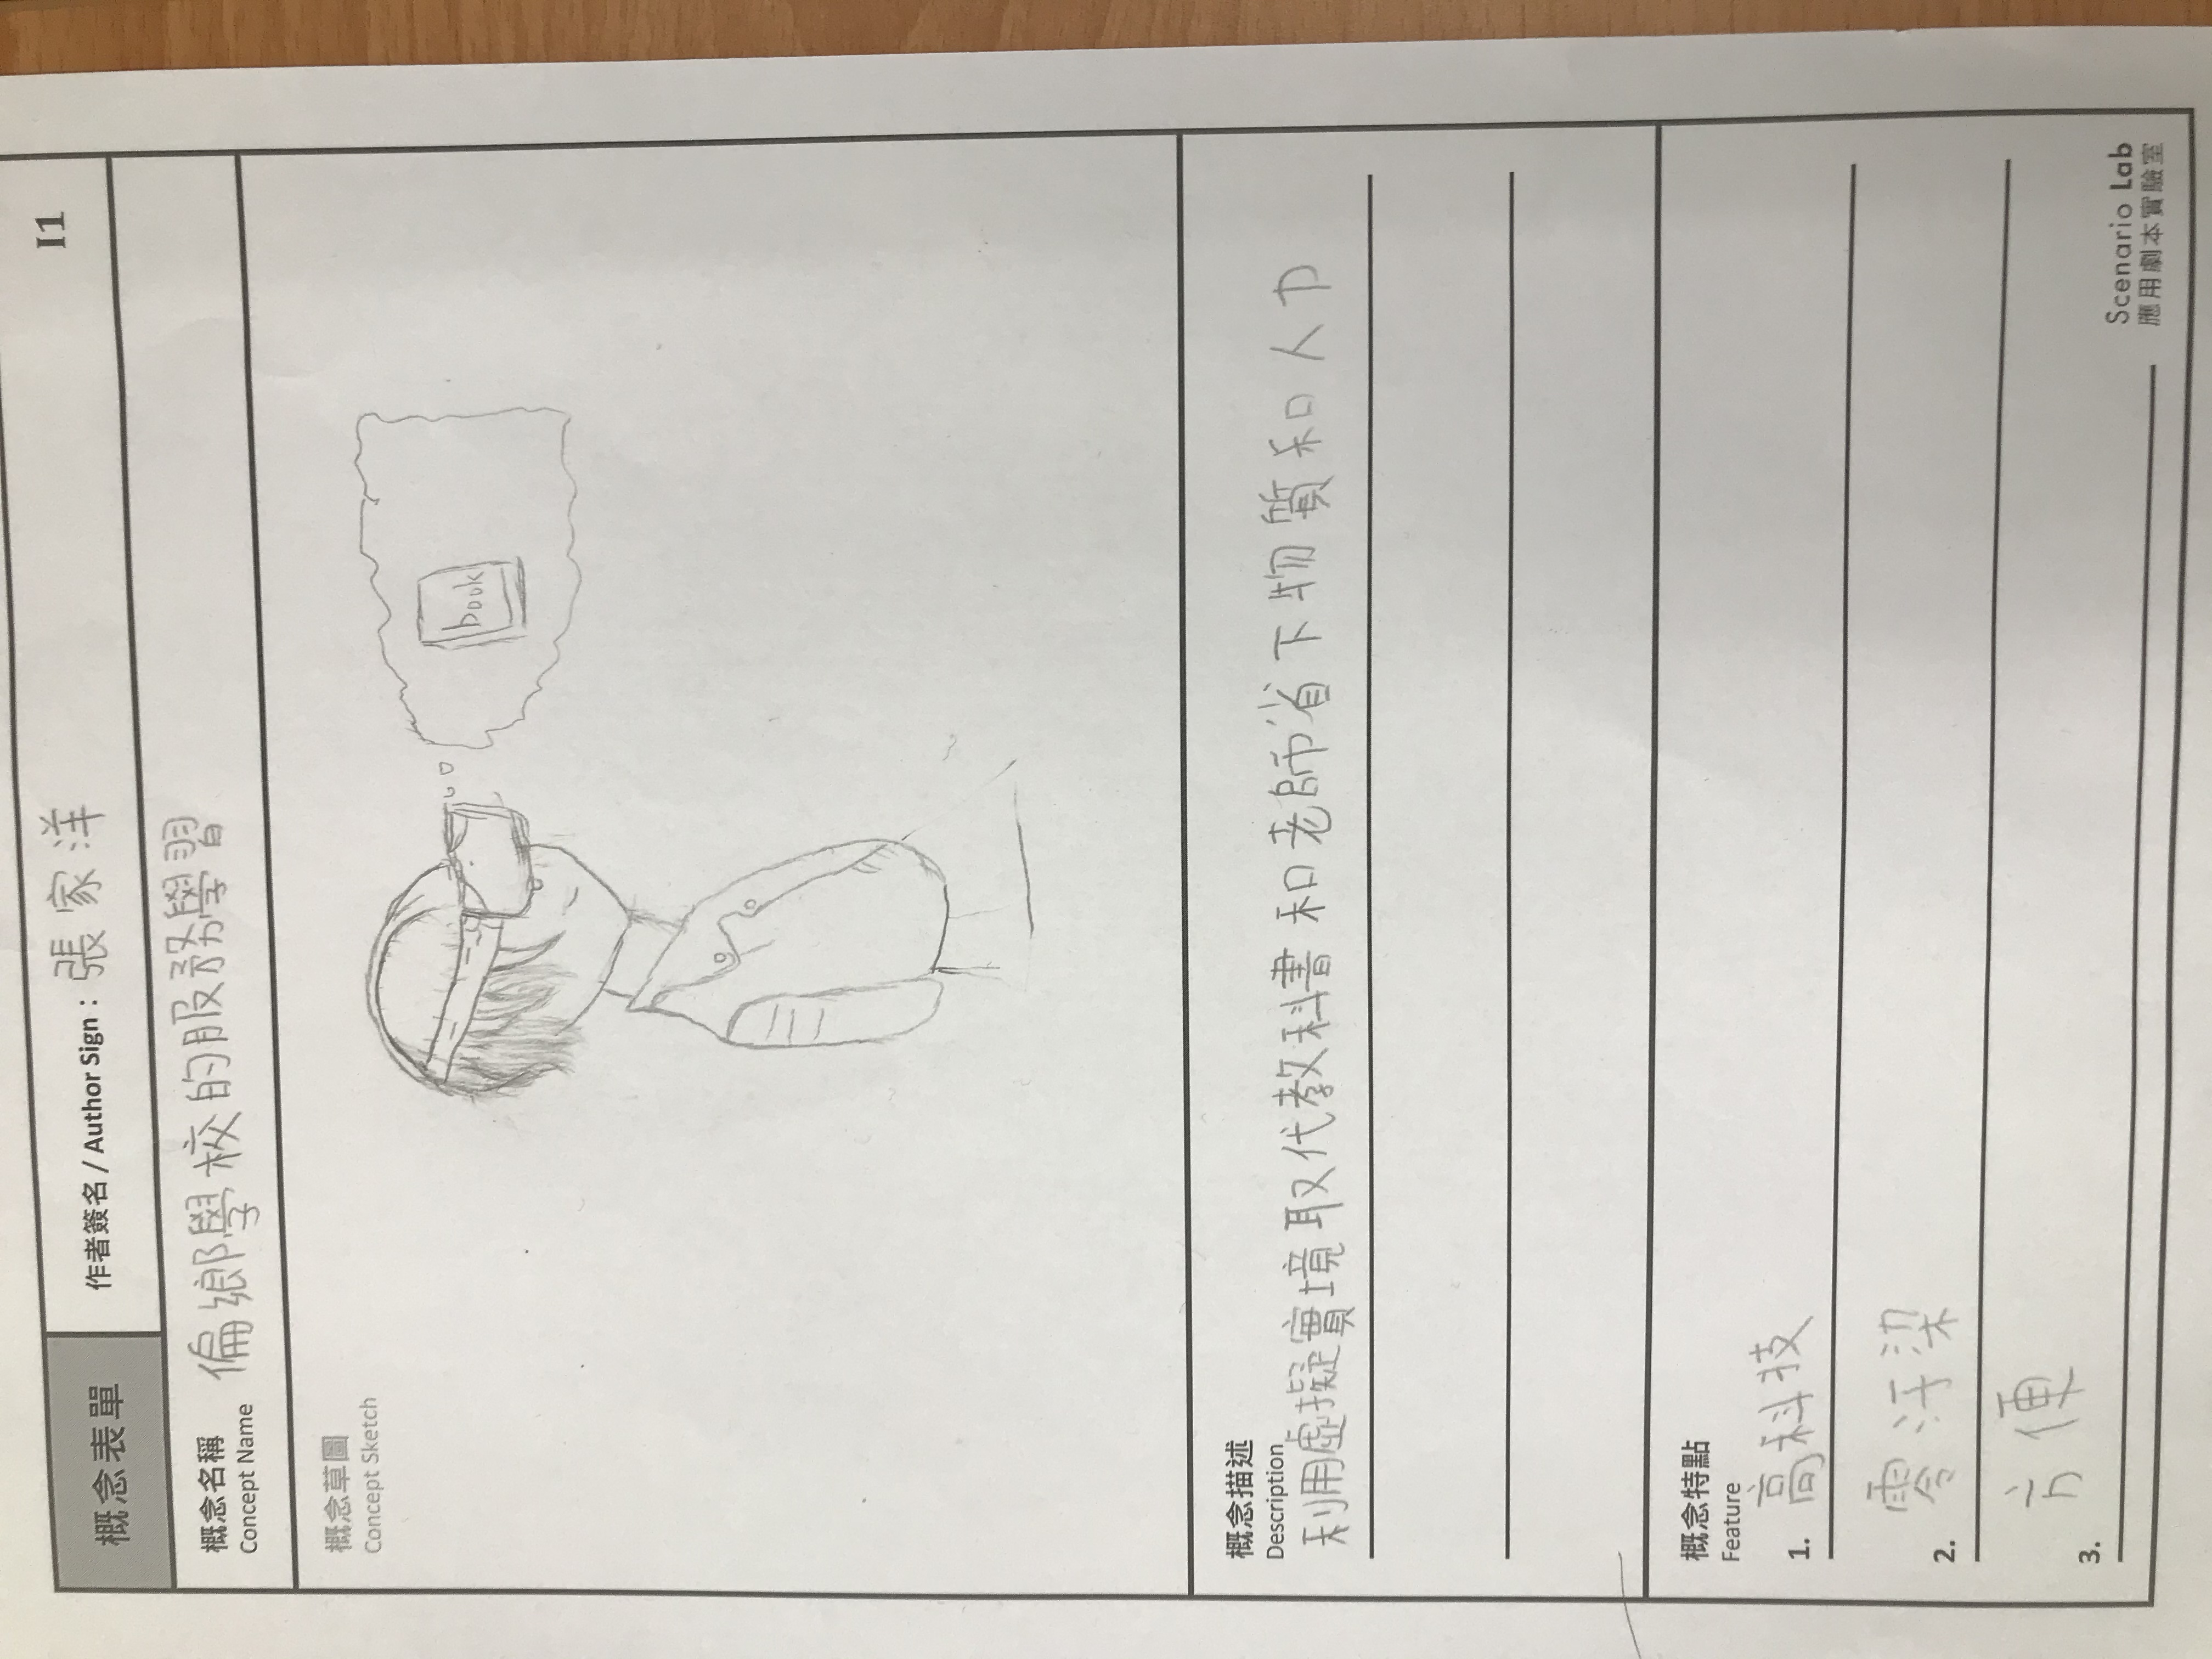 概念表單
作者簽名 / Author Sign：張家洋
I1
概念名稱 偏鄉學校的服務學習
Concept Name
概念草圖
Concept Sketch
book
概念描述
Description
利用虛擬實境取代教科書和老師省下物質和人力
概念特點
Feature
1. 高科技
2. 零汙染
3. 方便
Scenario Lab
應用劇本實驗室